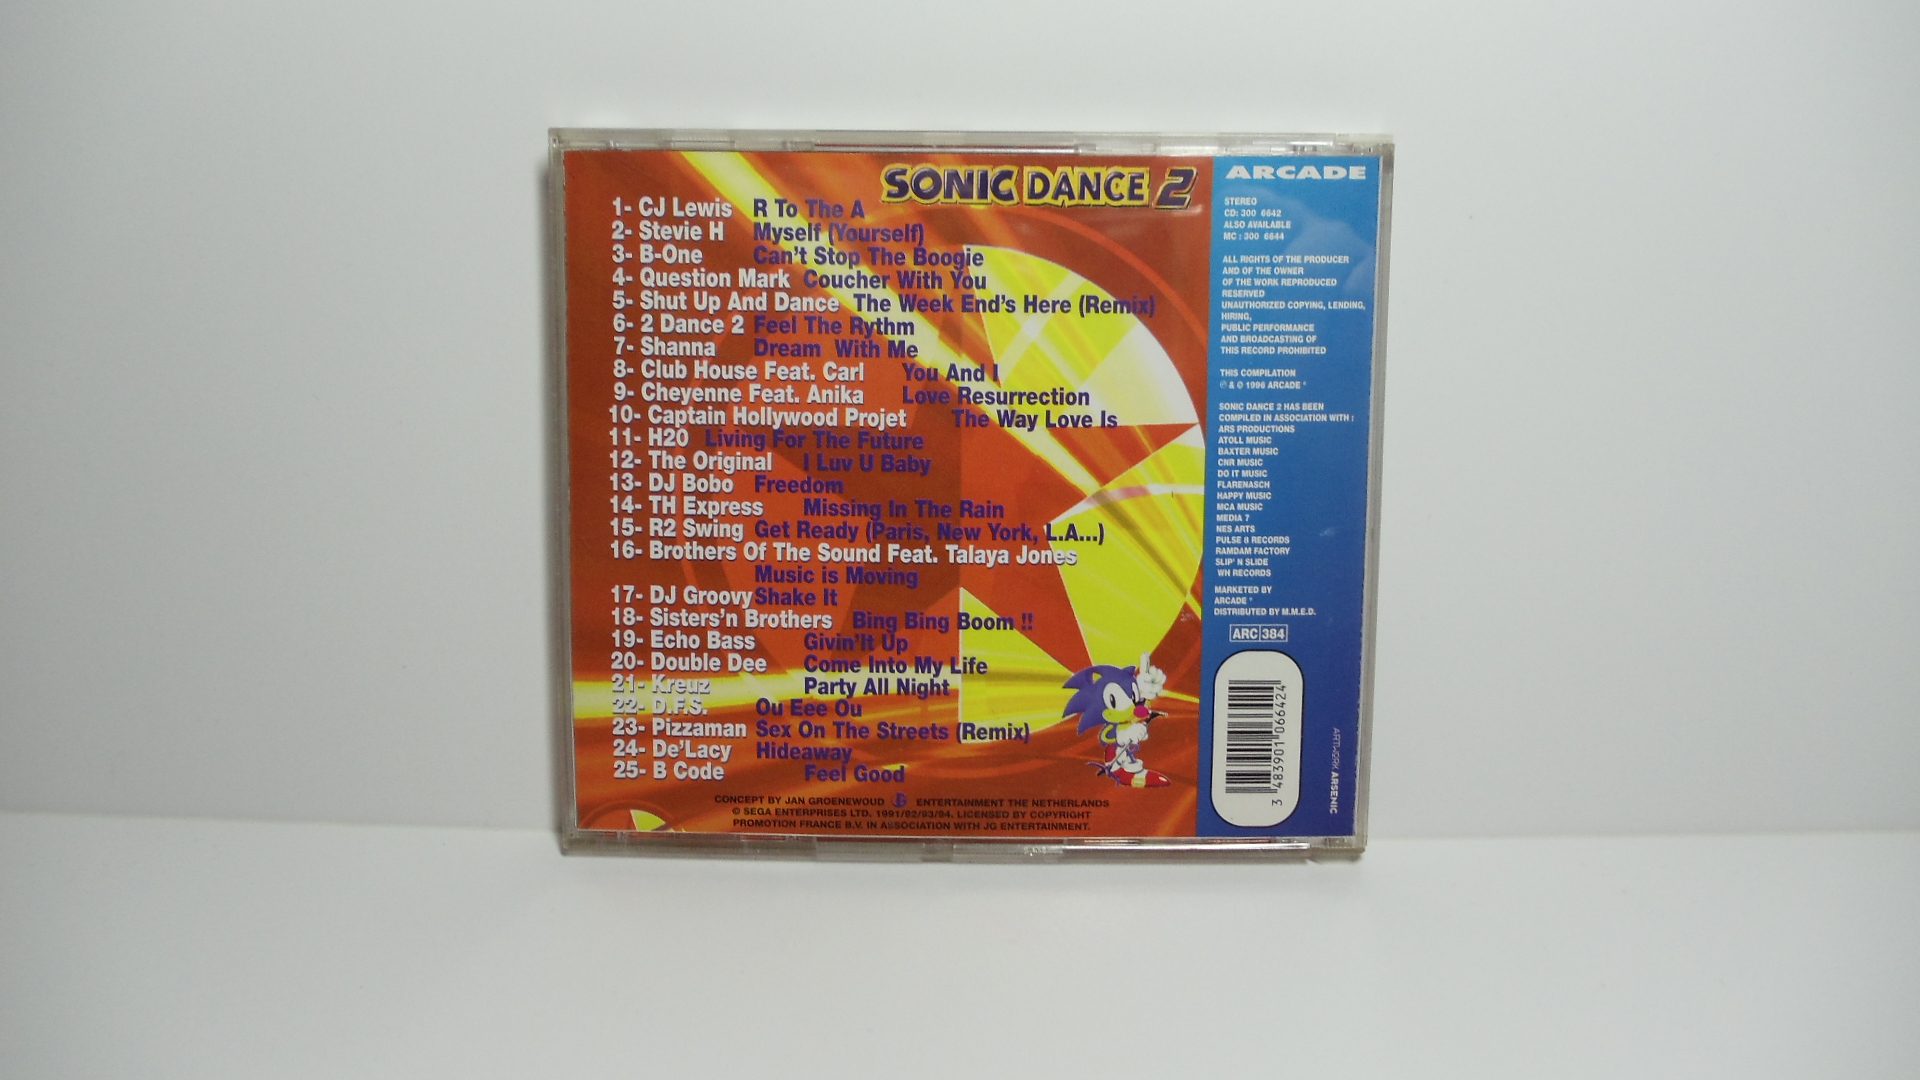 SONIC DANCE 2
1- CJ Lewis R To The A
2- Stevie H Myself (Yourself)
3- B-One Can't Stop The Boogie
4- Question Mark Coucher With You
5- Shut Up And Dance The Week End's Here (Remix)
6- 2 Dance 2 Feel The Rythm
7- Shanna Dream With Me
8- Club House Feat. Carl You And I
9- Cheyenne Feat. Anika Love Resurrection
10- Captain Hollywood Projet The Way Love Is
11- H20 Living For The Future
12- The Original I Luv U Baby
13- DJ Bobo Freedom
14- TH Express Missing In The Rain
15- R2 Swing Get Ready (Paris, New York, L.A...)
16- Brothers Of The Sound Feat. Talaya Jones
Music is Moving
17- DJ Groovy Shake It
18- Sisters'n Brothers Bing Bing Boom !!
19- Echo Bass Givin'It Up
20- Double Dee Come Into My Life
21- Kreuz Party All Night
22- D.F.S. Ou Eee Ou
23- Pizzaman Sex On The Streets (Remix)
24- De'Lacy Hideaway
25- B Code Feel Good
CONCEPT BY JAN GROENEWOUD JG ENTERTAINMENT THE NETHERLANDS
© SEGA ENTERPRISES LTD. 1991/92/93/94. LICENSED BY COPYRIGHT
PROMOTION FRANCE B.V. IN ASSOCIATION WITH JG ENTERTAINMENT.
ARCADE
STEREO
CD: 300 6642
ALSO AVAILABLE
MC : 300 6644
ALL RIGHTS OF THE PRODUCER
AND OF THE OWNER
OF THE WORK REPRODUCED
RESERVED
UNAUTHORIZED COPYING, LENDING,
HIRING,
PUBLIC PERFORMANCE
AND BROADCASTING OF
THIS RECORD PROHIBITED
THIS COMPILATION
℗ & © 1996 ARCADE ®
SONIC DANCE 2 HAS BEEN
COMPILED IN ASSOCIATION WITH :
ARS PRODUCTIONS
ATOLL MUSIC
BAXTER MUSIC
CNR MUSIC
DO IT MUSIC
FLARENASCH
HAPPY MUSIC
MCA MUSIC
MEDIA 7
NES ARTS
PULSE 8 RECORDS
RAMDAM FACTORY
SLIP' N SLIDE
WH RECORDS
MARKETED BY
ARCADE ®
DISTRIBUTED BY M.M.E.D.
ARC 384
3 483901 066424
ARTWORK ARSENIC